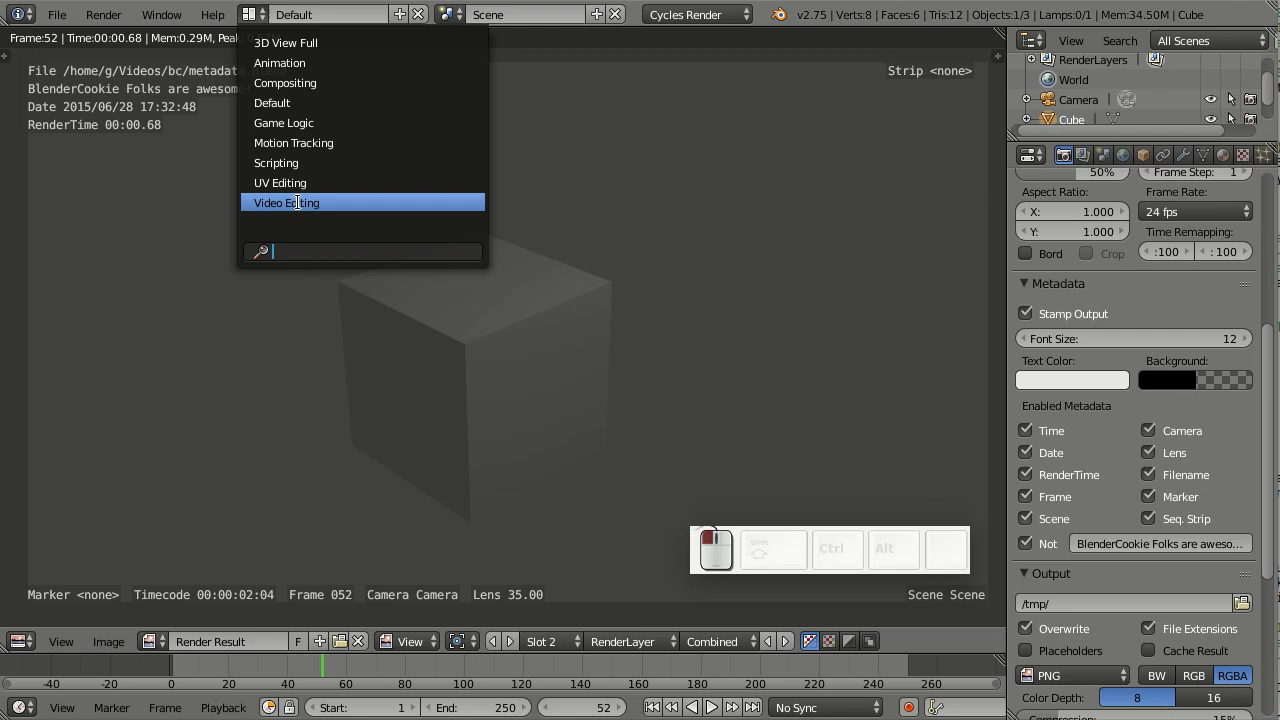 File Render Window Help Default Scene Cycles Render v2.75 | Verts:8 | Faces:6 | Tris:12 | Objects:1/3 | Lamps:0/1 | Mem:34.50M | Cube
Frame:52 | Time:00:00.68 | Mem:0.29M, Peak:
View Search All Scenes
3D View Full
Animation
Compositing
Default
Game Logic
Motion Tracking
Scripting
UV Editing
Video Editing
File /home/g/Videos/bc/metadata
BlenderCookie Folks are awesome
Date 2015/06/28 17:32:48
RenderTime 00:00.68
Strip <none>
RenderLayers
World
Camera
Cube
50% Frame Step: 1
Aspect Ratio: Frame Rate:
X: 1.000 24 fps
Y: 1.000 Time Remapping:
Bord Crop :100 : 100
Metadata
Stamp Output
Font Size: 12
Text Color: Background:
Enabled Metadata
Time Camera
Date Lens
RenderTime Filename
Frame Marker
Scene Seq. Strip
Not BlenderCookie Folks are aweso...
Output
/tmp/
Overwrite File Extensions
Placeholders Cache Result
PNG BW RGB RGBA
Color Depth: 8 16
Compression: 15%
Shift Ctrl Alt
Marker <none> Timecode 00:00:02:04 Frame 052 Camera Camera Lens 35.00 Scene Scene
View Image Render Result F View Slot 2 RenderLayer Combined
-40 -20 0 20 40 60 80 100 120 140 160 180 200 220 240 260
View Marker Frame Playback Start: 1 End: 250 52 No Sync